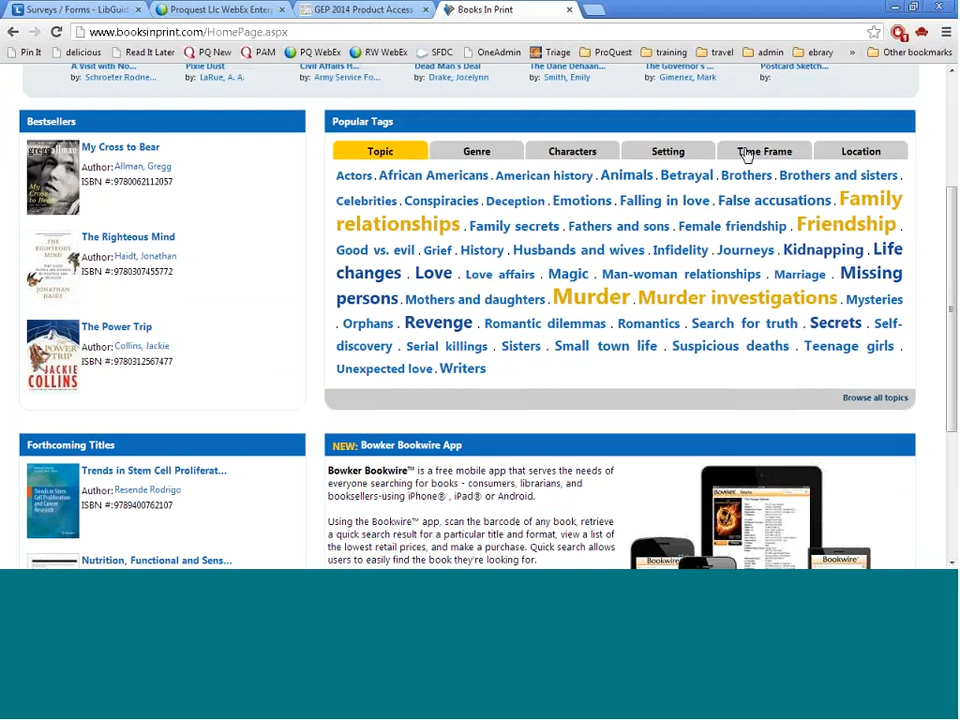 Surveys / Forms - LibGuid
Proquest Llc WebEx Enter
GEP 2014 Product Access
Books In Print
www.booksinprint.com/HomePage.aspx
Pin It delicious Read It Later PQ New PAM PQ WebEx RW WebEx SFDC OneAdmin Triage ProQuest training travel admin ebrary » Other bookmarks
A Visit with No... Pixie Dust Civil Affairs H... Dead Man's Deal The Dane Dehaan... The Governor's ... Postcard Sketch...
by: Schroeter Rodne... by: LaRue, A. A. by: Army Service Fo... by: Drake, Jocelynn by: Smith, Emily by: Gimenez, Mark by:
Bestsellers
My Cross to Bear
Author: Allman, Gregg
ISBN #:9780062112057
The Righteous Mind
Author: Haidt, Jonathan
ISBN #:9780307455772
The Power Trip
Author: Collins, Jackie
ISBN #:9780312567477
JACKIE
COLLINS
Popular Tags
Topic Genre Characters Setting Time Frame Location
Actors . African Americans . American history . Animals . Betrayal . Brothers . Brothers and sisters .
Celebrities . Conspiracies . Deception . Emotions . Falling in love . False accusations . Family
relationships . Family secrets . Fathers and sons . Female friendship . Friendship .
Good vs. evil . Grief . History . Husbands and wives . Infidelity . Journeys . Kidnapping . Life
changes . Love . Love affairs . Magic . Man-woman relationships . Marriage . Missing
persons . Mothers and daughters . Murder . Murder investigations . Mysteries
. Orphans . Revenge . Romantic dilemmas . Romantics . Search for truth . Secrets . Self-
discovery . Serial killings . Sisters . Small town life . Suspicious deaths . Teenage girls .
Unexpected love . Writers
Browse all topics
Forthcoming Titles
Trends in Stem Cell Proliferat...
Author: Resende Rodrigo
ISBN #:9789400762107
Nutrition, Functional and Sens...
NEW: Bowker Bookwire App
Bowker Bookwire™ is a free mobile app that serves the needs of
everyone searching for books - consumers, librarians, and
booksellers-using iPhone® , iPad® or Android.
Using the Bookwire™ app, scan the barcode of any book, retrieve
a quick search result for a particular title and format, view a list of
the lowest retail prices, and make a purchase. Quick search allows
users to easily find the book they're looking for.